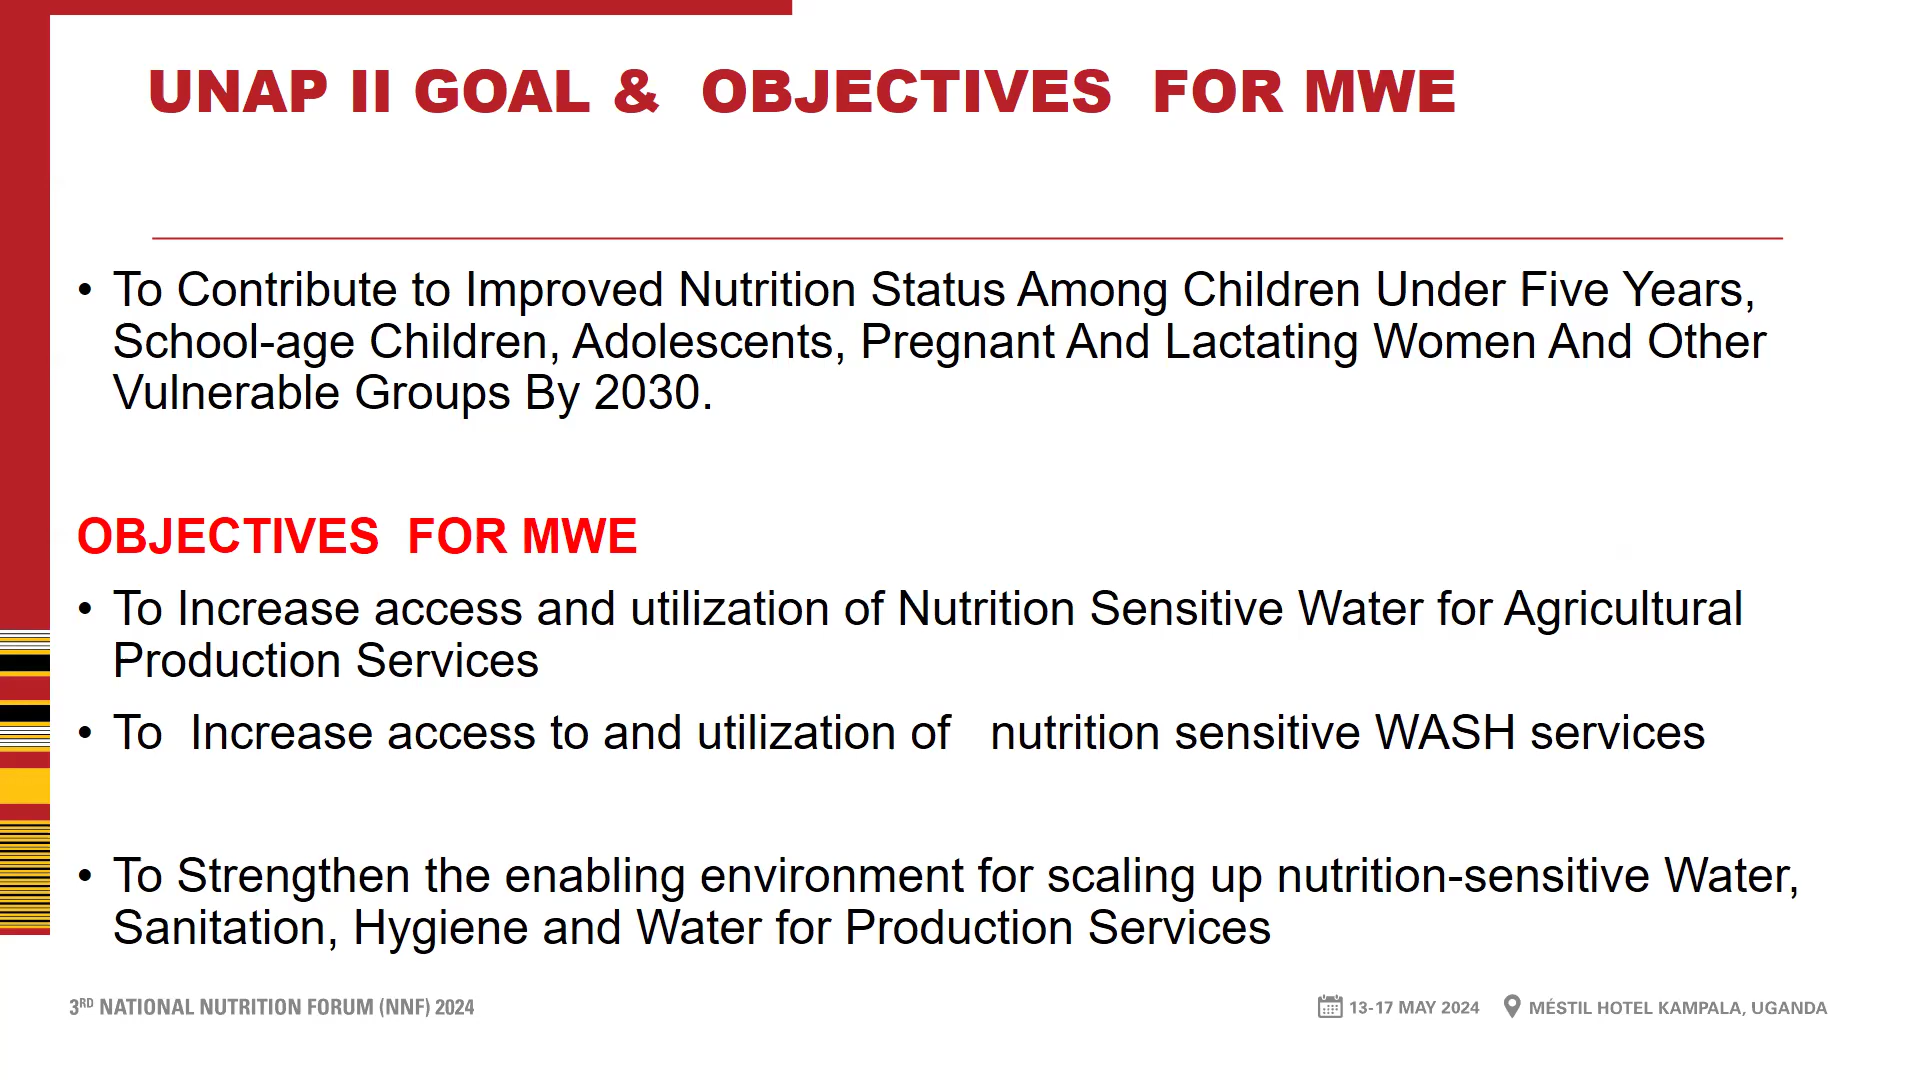 UNAP II GOAL & OBJECTIVES FOR MWE
• To Contribute to Improved Nutrition Status Among Children Under Five Years,
School-age Children, Adolescents, Pregnant And Lactating Women And Other
Vulnerable Groups By 2030.
OBJECTIVES FOR MWE
• To Increase access and utilization of Nutrition Sensitive Water for Agricultural
Production Services
• To Increase access to and utilization of nutrition sensitive WASH services
• To Strengthen the enabling environment for scaling up nutrition-sensitive Water,
Sanitation, Hygiene and Water for Production Services
3RD NATIONAL NUTRITION FORUM (NNF) 2024
13-17 MAY 2024 MÉSTIL HOTEL KAMPALA, UGANDA